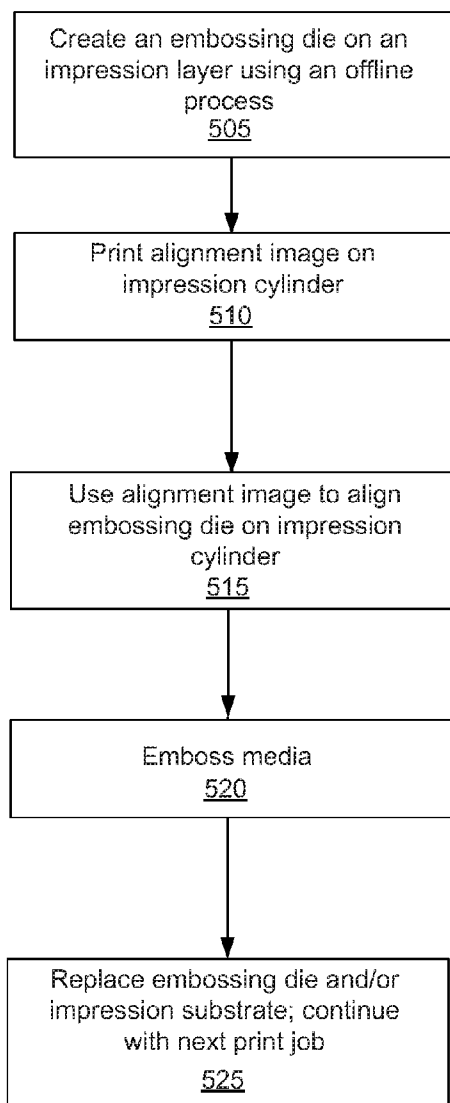 Create an embossing die on an
impression layer using an offline
process
505
Print alignment image on
impression cylinder
510
Use alignment image to align
embossing die on impression
cylinder
515
Emboss media
520
Replace embossing die and/or
impression substrate; continue
with next print job
525